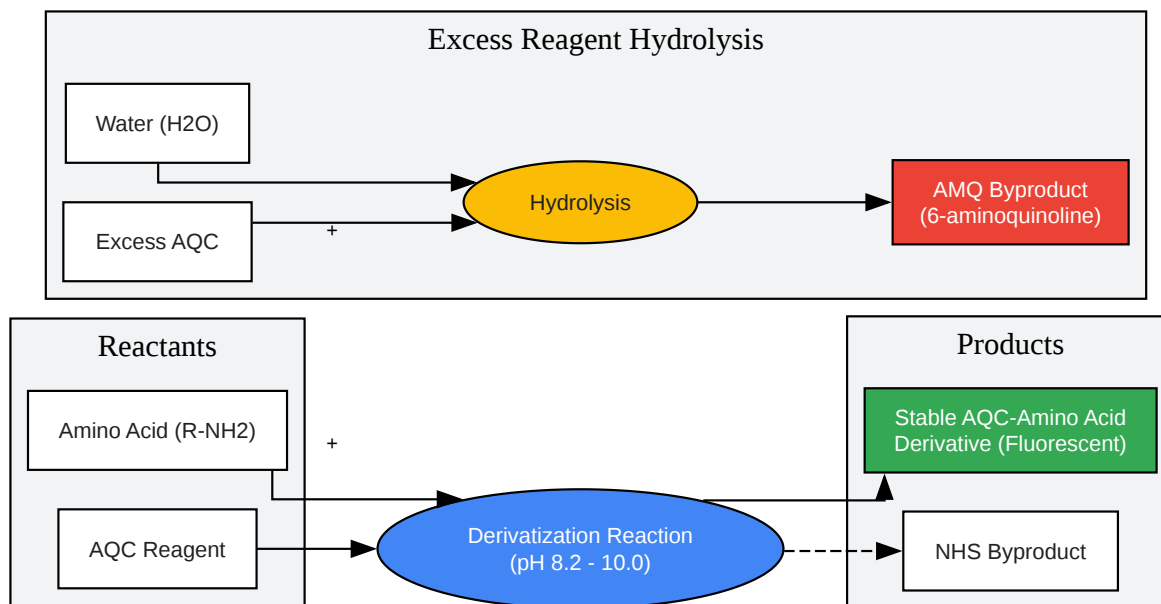 Excess Reagent Hydrolysis
Water (H2O)
Excess AQC
+
Hydrolysis
AMQ Byproduct
(6-aminoquinoline)
Reactants
Amino Acid (R-NH2)
+
AQC Reagent
Derivatization Reaction
(pH 8.2 - 10.0)
Products
Stable AQC-Amino Acid
Derivative (Fluorescent)
NHS Byproduct